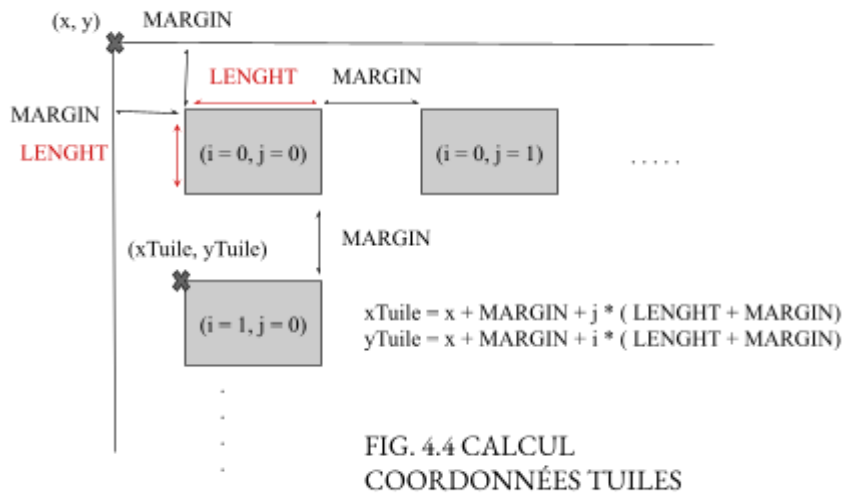 (x, y)
MARGIN
LENGHT
MARGIN
MARGIN
LENGHT
(i = 0, j = 0)
(i = 0, j = 1)
.....
MARGIN
(xTuile, yTuile)
(i = 1, j = 0)
xTuile = x + MARGIN + j * ( LENGHT + MARGIN)
yTuile = x + MARGIN + i * ( LENGHT + MARGIN)
FIG. 4.4 CALCUL
COORDONNÉES TUILES